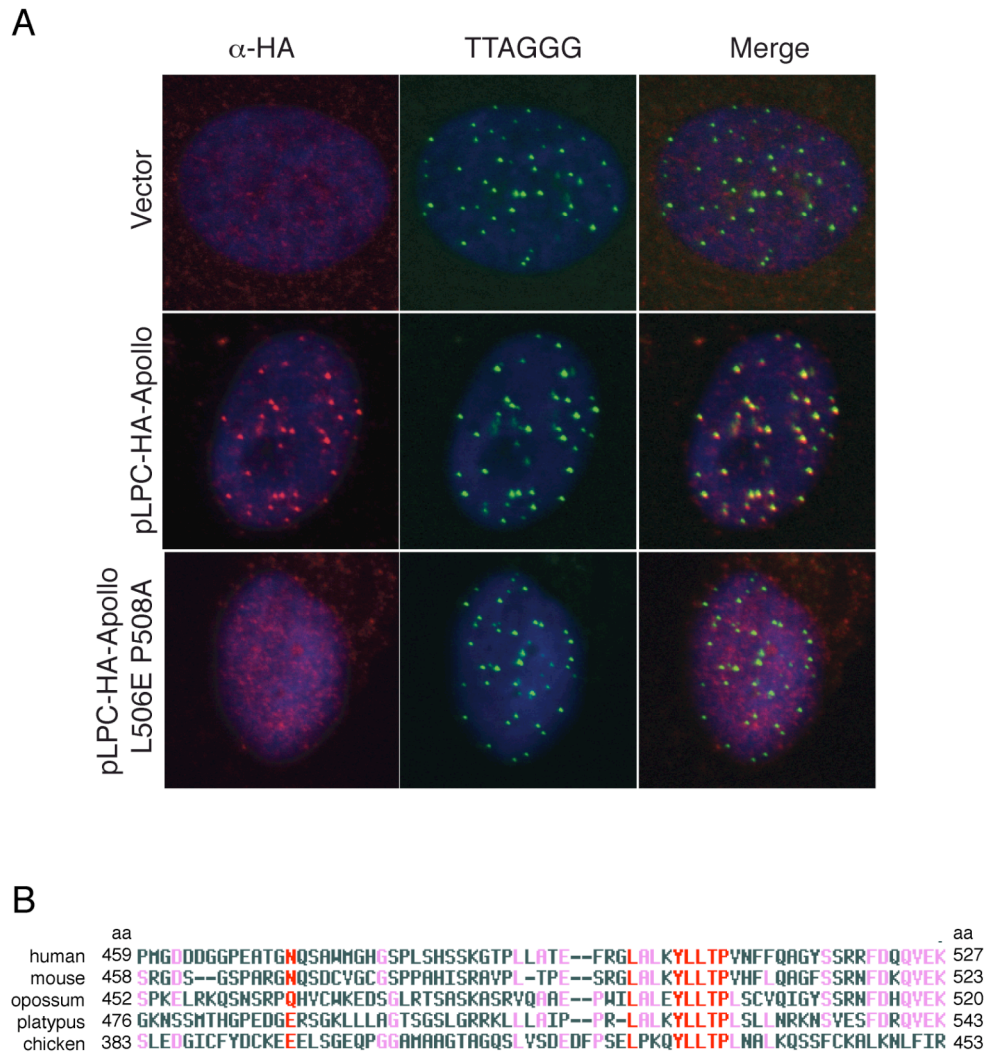 A
α-HA TTAGGG Merge
Vector
pLPC-HA-Apollo
pLPC-HA-Apollo
L506E P508A
B
aa aa
human 459 PMGDDDGGPEATGNQSAWMGHGSPLSHSSKGTPLLATE--FRGLALKYLLTPVNFFQAGYSSRRFDQQVEK 527
mouse 458 SRGDS--GSPARGNQSDCVGCGSPPAHISRAVPL-TPE--SRGLALKYLLTPVHFLQAGFSSRNFDKQVEK 523
opossum 452 SPKELRKQSNSRPQHVCWKEDSGLRTSASKASRVQAAE--PWILALEYLLTPLSCVQIGYSSRNFDHQVEK 520
platypus 476 GKNSSMTHGPEDGERSGKLLLAGTSGSLGRRKLLLAIP--PR-LALKYLLTPLSLLNRKNSVESFDRQVEK 543
chicken 383 SLEDGICFYDCKEEELSGEQPGGAMAAGTAGQSLVSDEDFPSELPKQYLLTPLNALKQSSFCKALKNLFIR 453